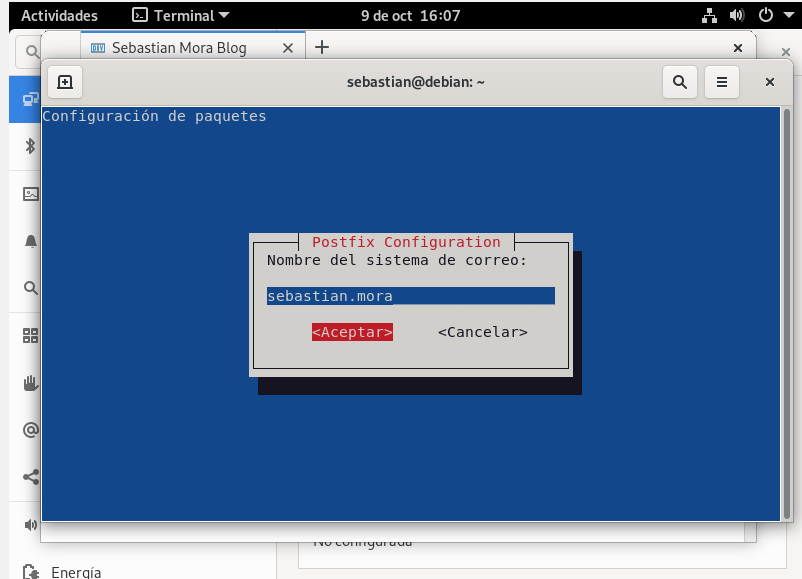 Actividades
Terminal
9 de oct 16:07
Sebastian Mora Blog
sebastian@debian: ~
Configuración de paquetes
Postfix Configuration
Nombre del sistema de correo:
sebastian.mora
<Aceptar>
<Cancelar>
No configurada
Energía